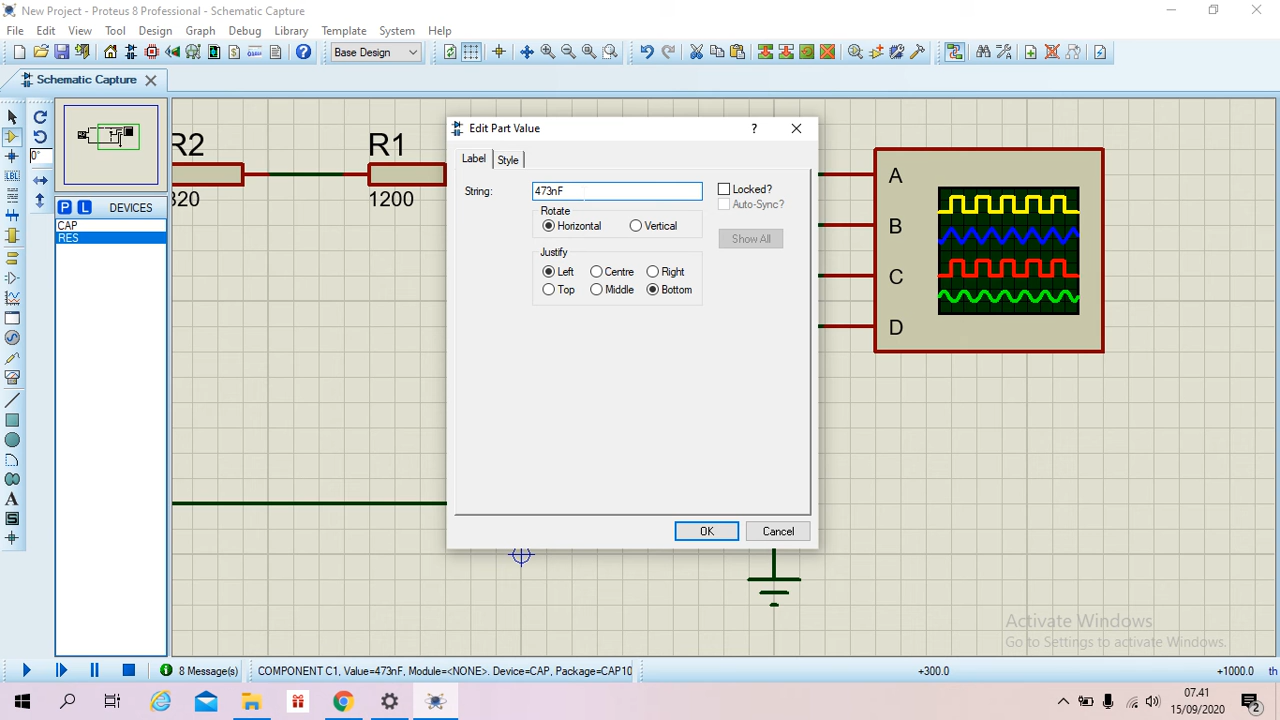 New Project - Proteus 8 Professional - Schematic Capture
File Edit View Tool Design Graph Debug Library Template System Help
Base Design
Schematic Capture
0°
LBL
P L DEVICES
CAP
RES
R2
R1
1200
Edit Part Value
?
Label Style
String: 473nF
Locked?
Auto-Sync?
Show All
Rotate
Horizontal Vertical
Justify
Left Centre Right
Top Middle Bottom
OK Cancel
A
B
C
D
Activate Windows
Go to Settings to activate Windows.
8 Message(s) COMPONENT C1, Value=473nF, Module=<NONE>. Device=CAP, Package=CAP10 +300.0 +1000.0 th
07.41
15/09/2020
2